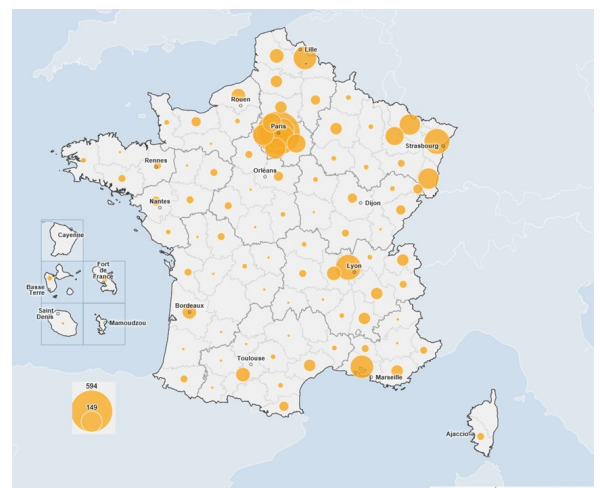 Lille
Rouen
Paris
Strasbourg
Rennes
Orléans
Nantes
Dijon
Cayenne
Fort
de
France
Basse
Terre
Saint
Denis
Mamoudzou
Lyon
Bordeaux
Toulouse
Marseille
594
149
Ajaccio